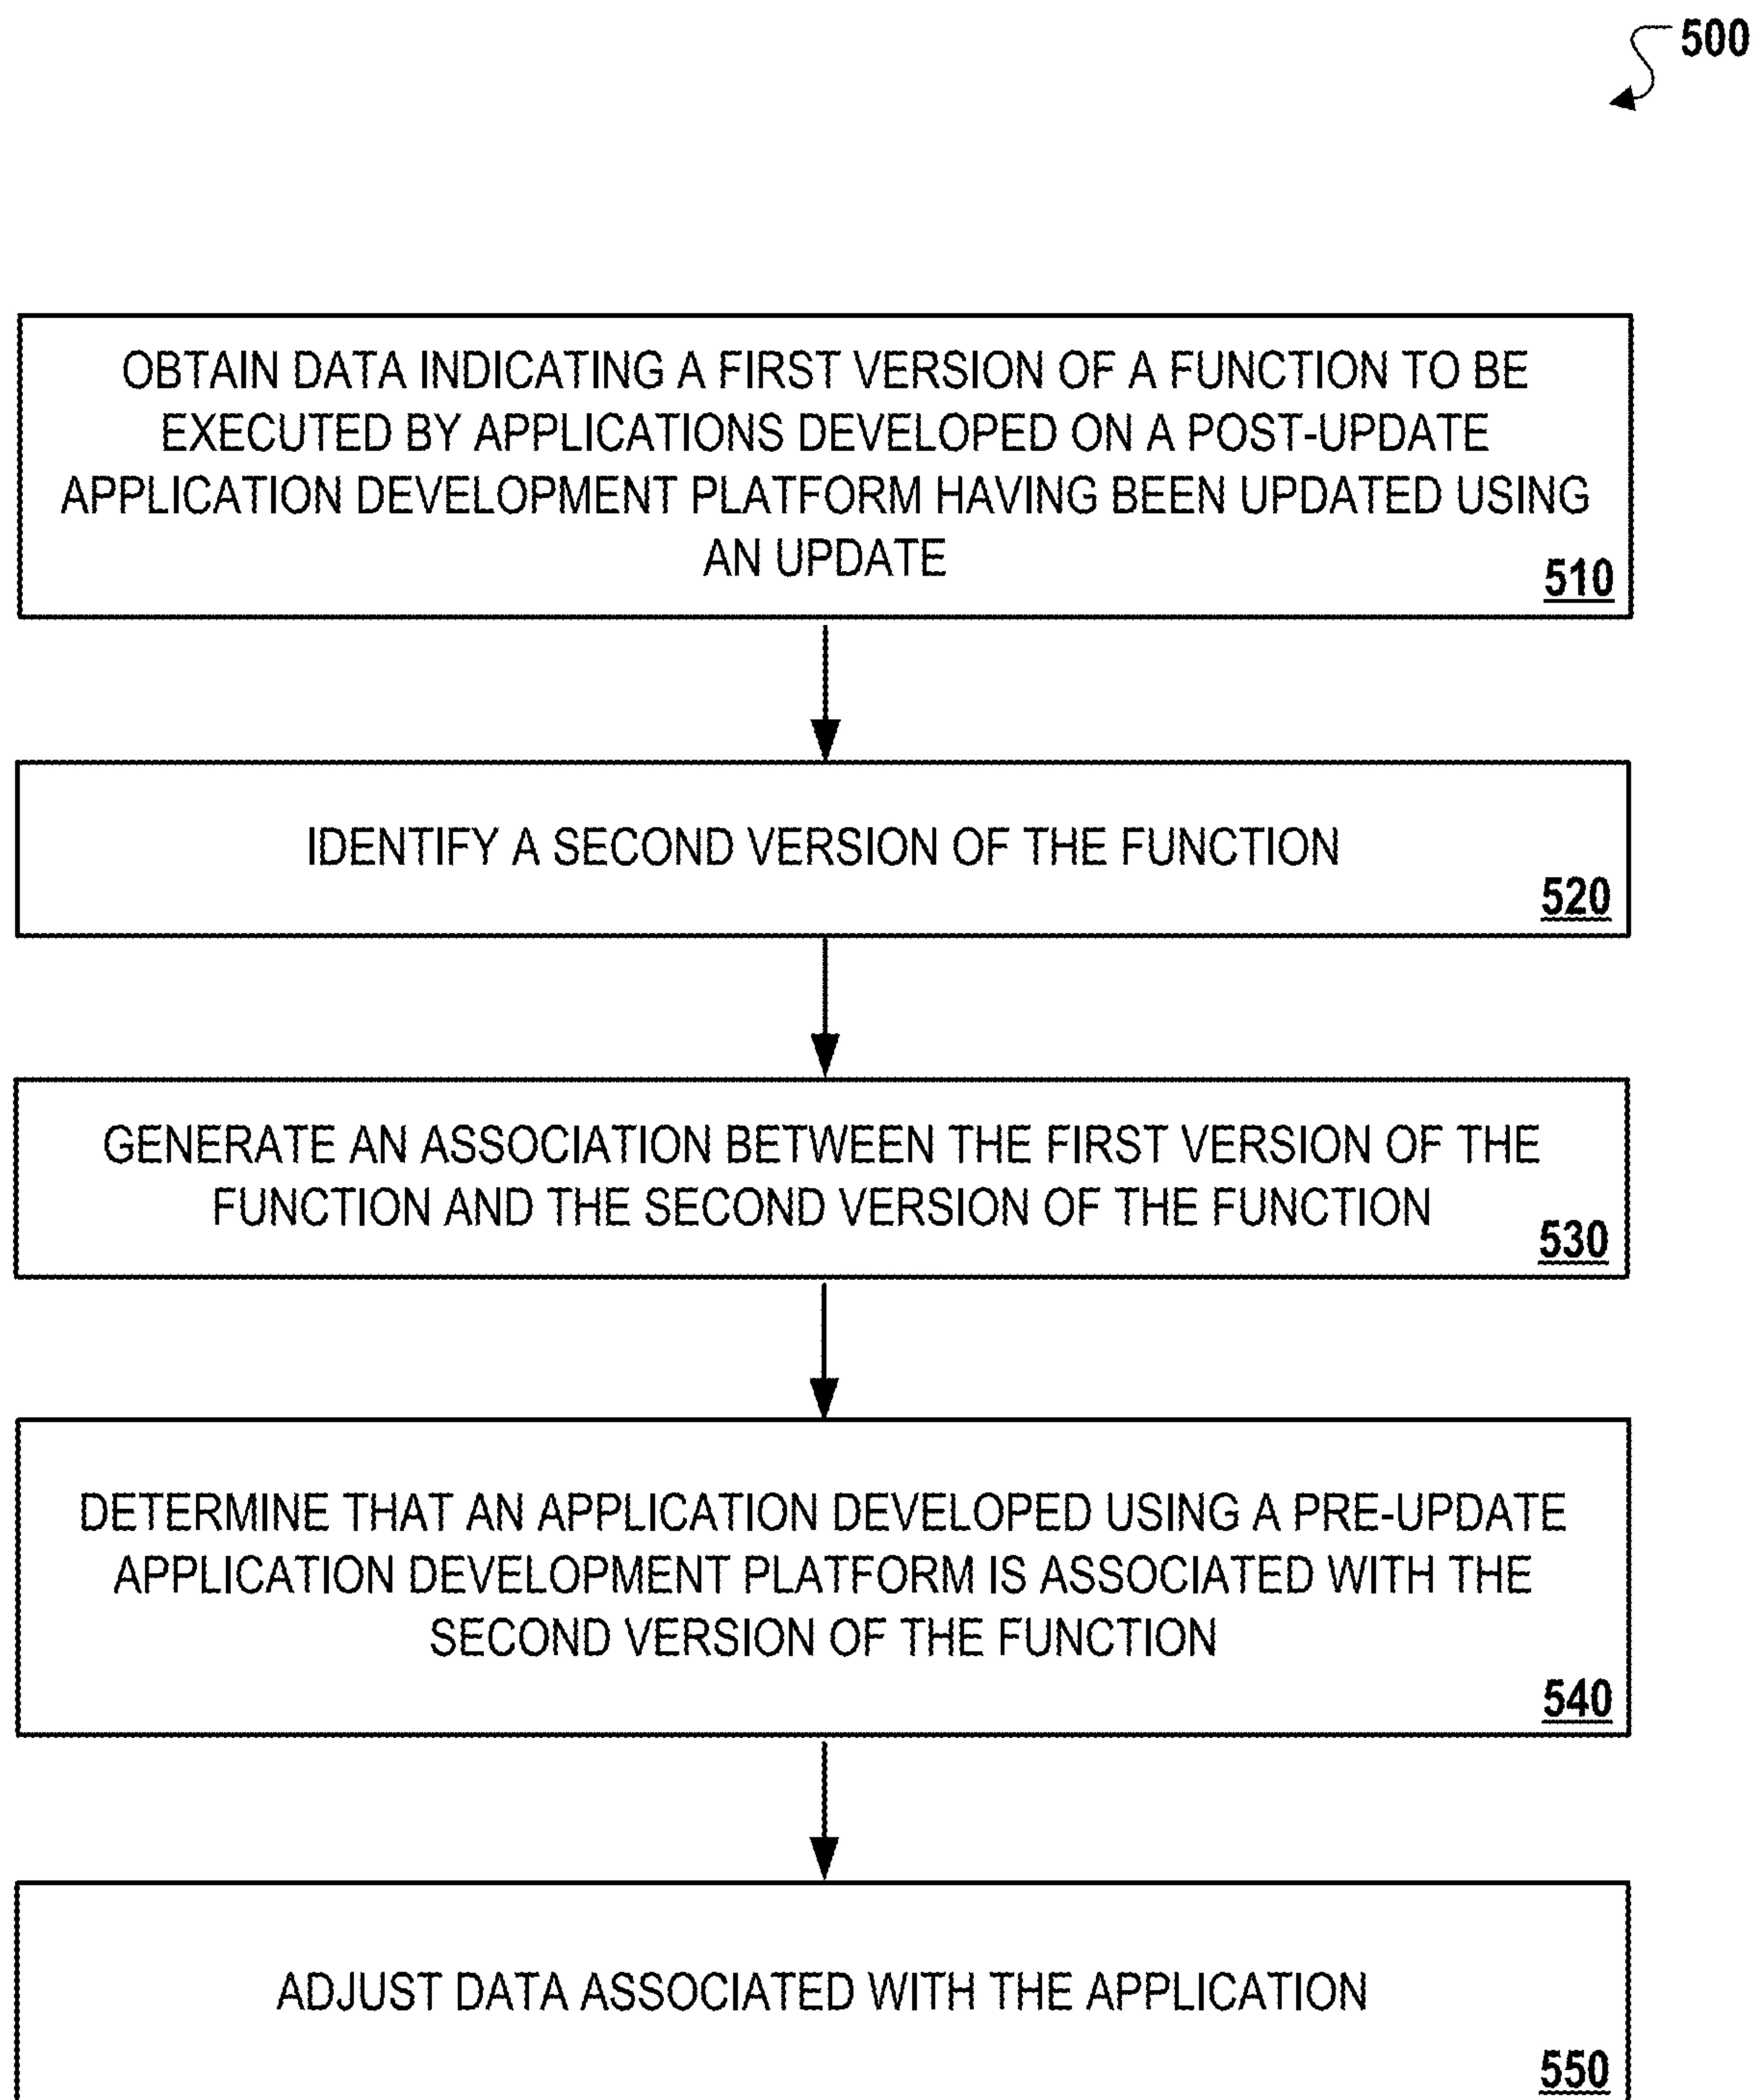 500
OBTAIN DATA INDICATING A FIRST VERSION OF A FUNCTION TO BE
EXECUTED BY APPLICATIONS DEVELOPED ON A POST-UPDATE
APPLICATION DEVELOPMENT PLATFORM HAVING BEEN UPDATED USING
AN UPDATE
510
IDENTIFY A SECOND VERSION OF THE FUNCTION
520
GENERATE AN ASSOCIATION BETWEEN THE FIRST VERSION OF THE
FUNCTION AND THE SECOND VERSION OF THE FUNCTION
530
DETERMINE THAT AN APPLICATION DEVELOPED USING A PRE-UPDATE
APPLICATION DEVELOPMENT PLATFORM IS ASSOCIATED WITH THE
SECOND VERSION OF THE FUNCTION
540
ADJUST DATA ASSOCIATED WITH THE APPLICATION
550